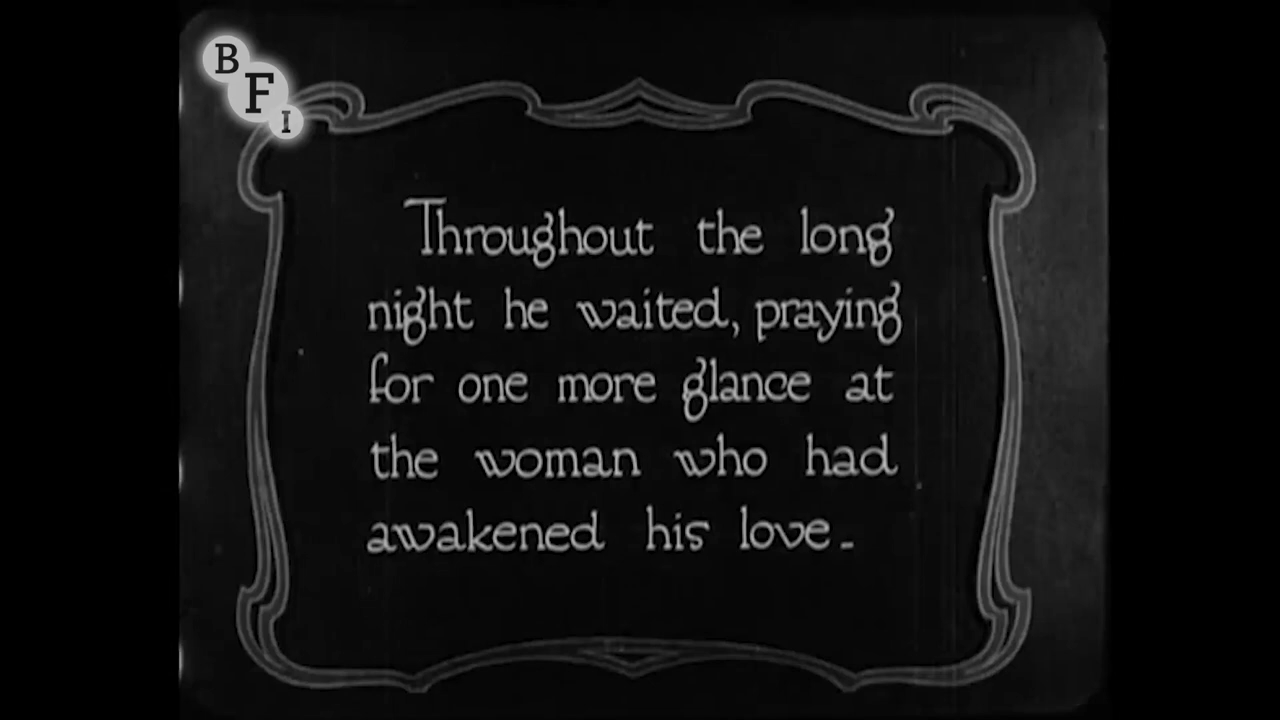 BFI
Throughout the long
night he waited, praying
for one more glance at
the woman who had
awakened his love -